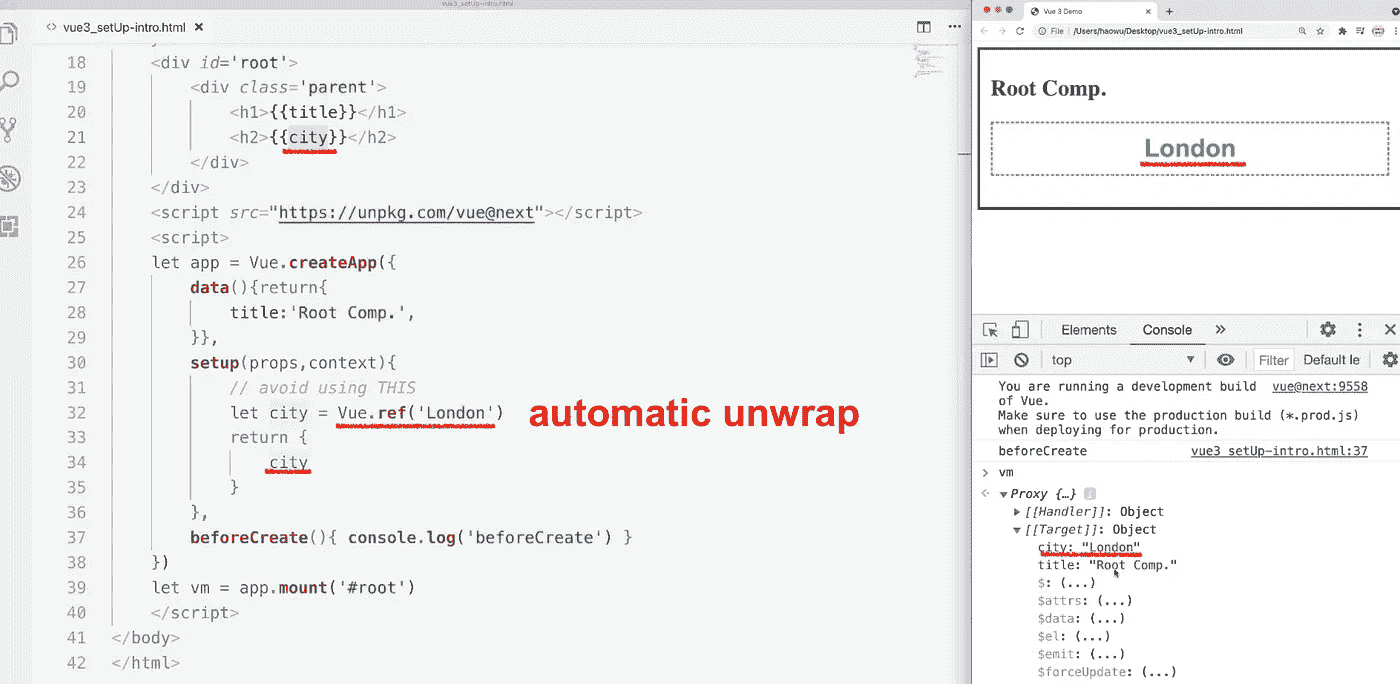 vue3_setUp-intro.html
<> vue3_setUp-intro.html ×
18 <div id='root'>
19 <div class='parent'>
20 <h1>{{title}}</h1>
21 <h2>{{city}}</h2>
22 </div>
23 </div>
24 <script src="https://unpkg.com/vue@next"></script>
25 <script>
26 let app = Vue.createApp({
27 data(){return{
28 title:'Root Comp.',
29 }},
30 setup(props,context){
31 // avoid using THIS
32 let city = Vue.ref('London')
automatic unwrap
33 return {
34 city
35 }
36 },
37 beforeCreate(){ console.log('beforeCreate') }
38 })
39 let vm = app.mount('#root')
40 </script>
41 </body>
42 </html>
Vue 3 Demo × +
File | /Users/haowu/Desktop/vue3_setUp-intro.html
Root Comp.
London
Elements Console »
top Filter Default le
You are running a development build vue@next:9558
of Vue.
Make sure to use the production build (*.prod.js)
when deploying for production.
beforeCreate vue3 setUp-intro.html:37
> vm
Proxy {…} i
[[Handler]]: Object
[[Target]]: Object
city: "London"
title: "Root Comp."
$: (...)
$attrs: (...)
$data: (...)
$el: (...)
$emit: (...)
$forceUpdate: (...)